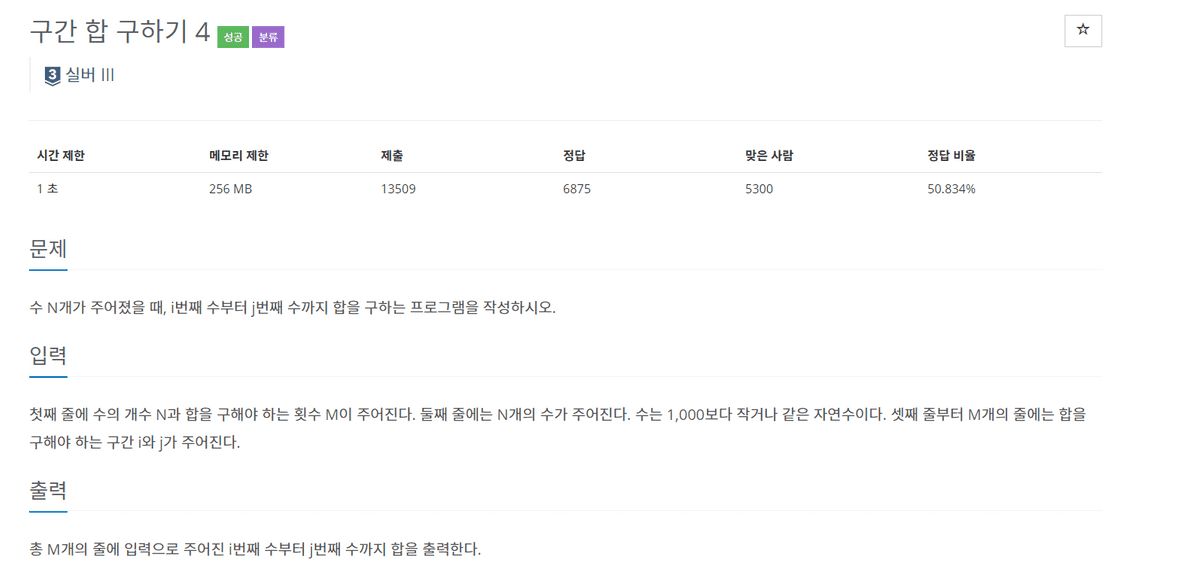 구간 합 구하기 4 성공 분류
☆
3 실버 III
시간 제한 메모리 제한 제출 정답 맞은 사람 정답 비율
1 초 256 MB 13509 6875 5300 50.834%
문제
수 N개가 주어졌을 때, i번째 수부터 j번째 수까지 합을 구하는 프로그램을 작성하시오.
입력
첫째 줄에 수의 개수 N과 합을 구해야 하는 횟수 M이 주어진다. 둘째 줄에는 N개의 수가 주어진다. 수는 1,000보다 작거나 같은 자연수이다. 셋째 줄부터 M개의 줄에는 합을
구해야 하는 구간 i와 j가 주어진다.
출력
총 M개의 줄에 입력으로 주어진 i번째 수부터 j번째 수까지 합을 출력한다.